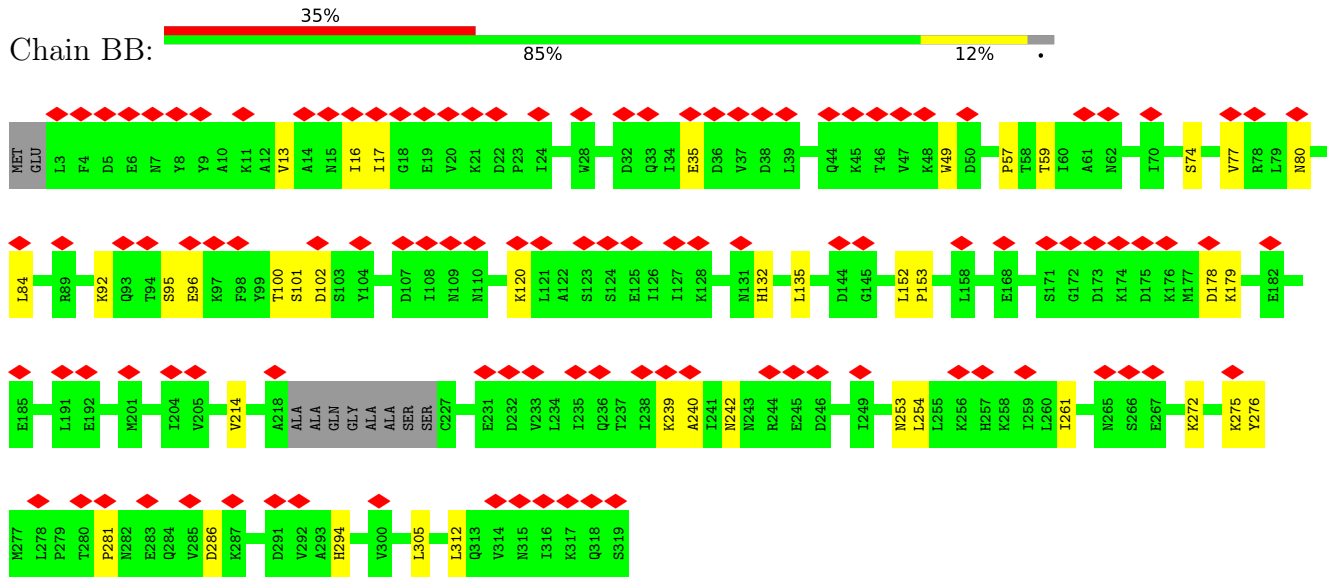 35%
Chain BB:
85% 12% •
MET GLU L3 F4 D5 E6 N7 Y8 Y9 A10 K11 A12 V13 A14 N15 I16 I17 G18 E19 V20 K21 D22 P23 I24 W28 D32 Q33 I34 E35 D36 V37 D38 L39 Q44 K45 T46 V47 K48 W49 D50 P57 T58 T59 I60 A61 N62 I70 S74 V77 R78 L79 N80
L84 R89 K92 Q93 T94 S95 E96 K97 F98 Y99 T100 S101 D102 S103 Y104 D107 I108 N109 N110 K120 L121 A122 S123 S124 E125 I126 I127 K128 N131 H132 L135 D144 G145 L152 P153 L158 E168 S171 G172 D173 K174 D175 K176 M177 D178 K179 E182
E185 L191 E192 M201 I204 V205 V214 A218 ALA ALA GLN GLY ALA ALA SER SER C227 E231 D232 V233 L234 I235 Q236 T237 I238 K239 A240 I241 N242 N243 R244 E245 D246 I249 N253 L254 L255 K256 H257 K258 I259 L260 I261 N265 S266 E267 K272 K275 Y276
M277 L278 P279 T280 P281 N282 E283 Q284 V285 D286 K287 D291 V292 A293 H294 V300 L305 L312 Q313 V314 N315 I316 K317 Q318 S319